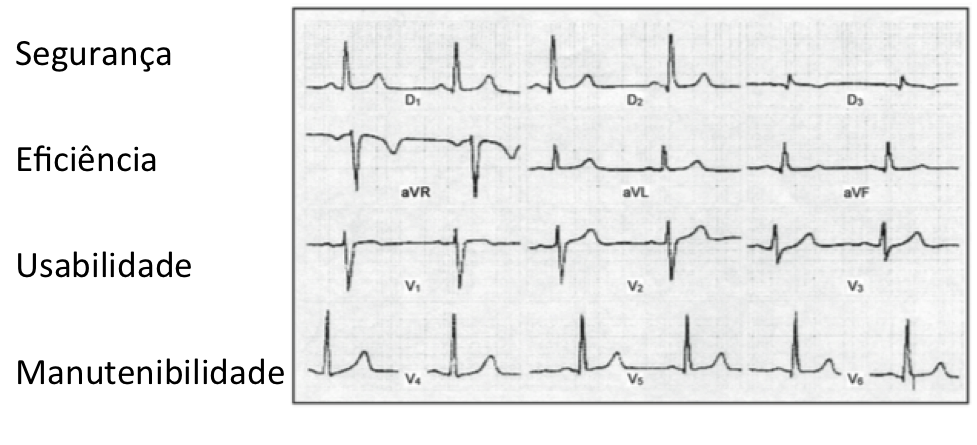 Segurança
D1 D2 D3
Eficiência
aVR aVL aVF
Usabilidade
V1 V2 V3
Manutenibilidade
V4 V5 V6